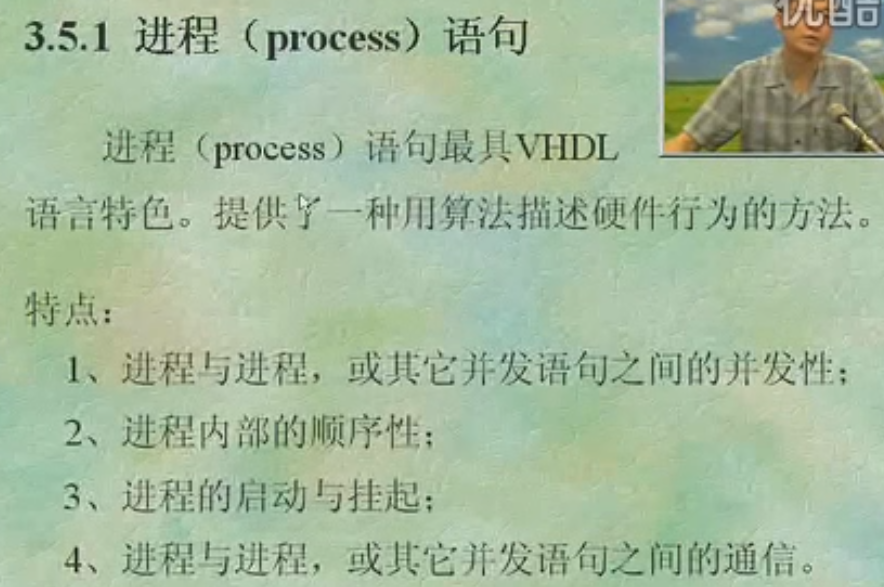 优酷
3.5.1 进程（process）语句
进程（process）语句最具VHDL
语言特色。提供了一种用算法描述硬件行为的方法。
特点：
1、进程与进程，或其它并发语句之间的并发性；
2、进程内部的顺序性；
3、进程的启动与挂起；
4、进程与进程，或其它并发语句之间的通信。